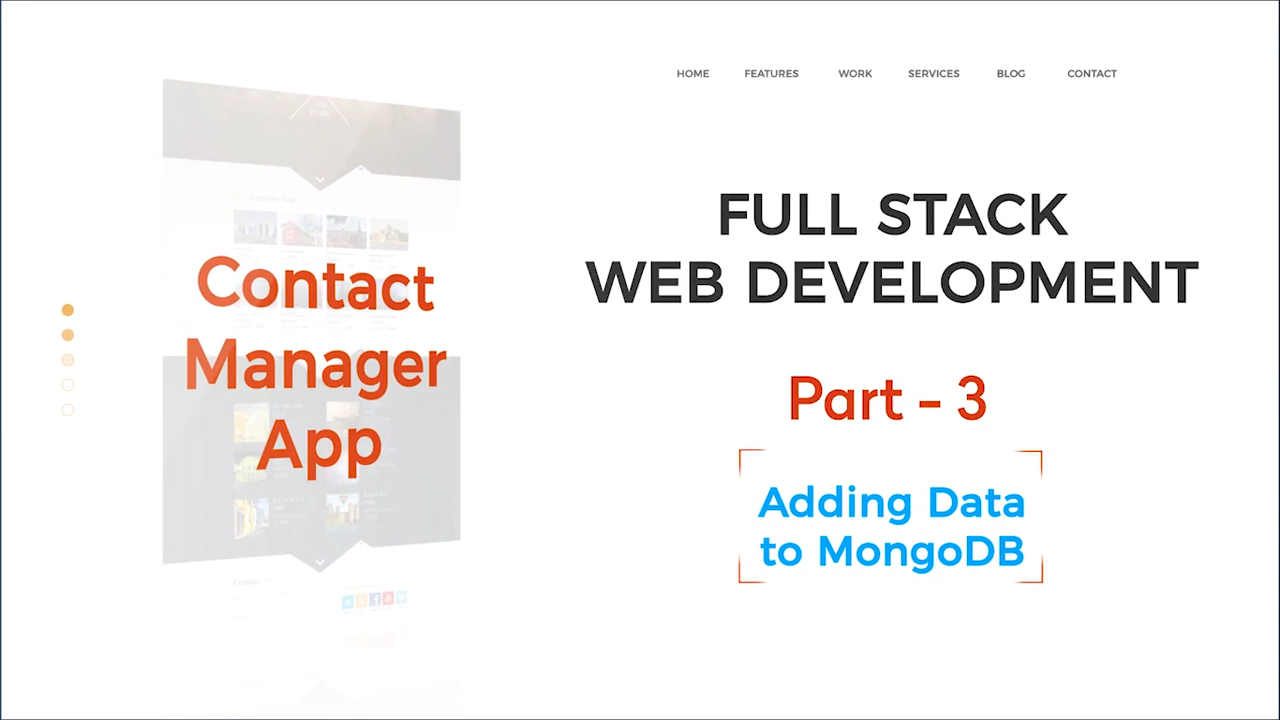 HOME FEATURES WORK SERVICES BLOG CONTACT
FULL STACK
WEB DEVELOPMENT
Contact
Manager
App
Part - 3
Adding Data
to MongoDB